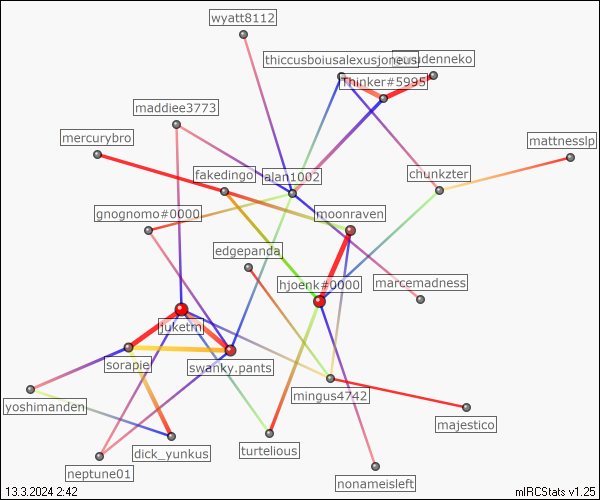 wyatt8112
thiccusboiusalexusjoneus
Thinker#5995
maddiee3773
mercurybro
mattnesslp
fakedingo
alan1002
chunkzter
gnognomo#0000
moonraven
edgepanda
hjoenk#0000
marcemadness
juketm
sorapie
swanky.pants
mingus4742
yoshimanden
majestico
dick_yunkus
turtelious
neptune01
nonameisleft
13.3.2024 2:42
mIRCStats v1.25